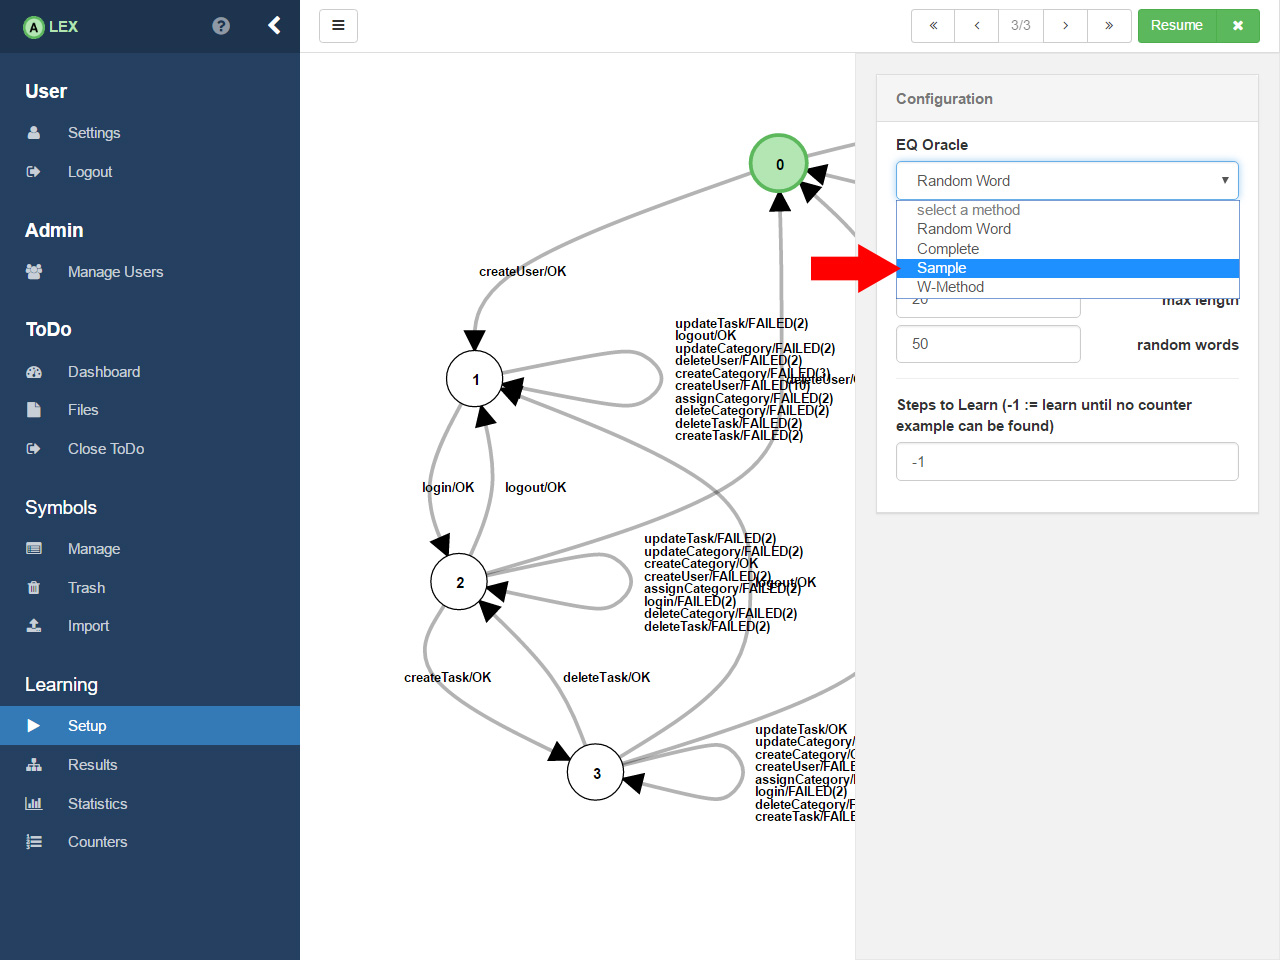 A LEX
User
Settings
Logout
Admin
Manage Users
ToDo
Dashboard
Files
Close ToDo
Symbols
Manage
Trash
Import
Learning
Setup
Results
Statistics
Counters
3/3
Resume
0
createUser/OK
1
updateTask/FAILED(2)
logout/OK
updateCategory/FAILED(2)
deleteUser/FAILED(2)
createCategory/FAILED(3)
createUser/FAILED(10)
assignCategory/FAILED(2)
deleteCategory/FAILED(2)
deleteTask/FAILED(2)
createTask/FAILED(2)
deleteUser/
login/OK
logout/OK
2
updateTask/FAILED(2)
updateCategory/FAILED(2)
createCategory/OK
createUser/FAILED(2)
assignCategory/FAILED(2)
login/FAILED(2)
deleteCategory/FAILED(2)
deleteTask/FAILED(2)
logout/OK
createTask/OK
deleteTask/OK
3
updateTask/OK
updateCategory/
createCategory/
createUser/FAILE
assignCategory/
login/FAILED(2)
deleteCategory/F
createTask/FAILE
Configuration
EQ Oracle
Random Word
select a method
Random Word
Complete
Sample
W-Method
20 max length
50 random words
Steps to Learn (-1 := learn until no counter
example can be found)
-1